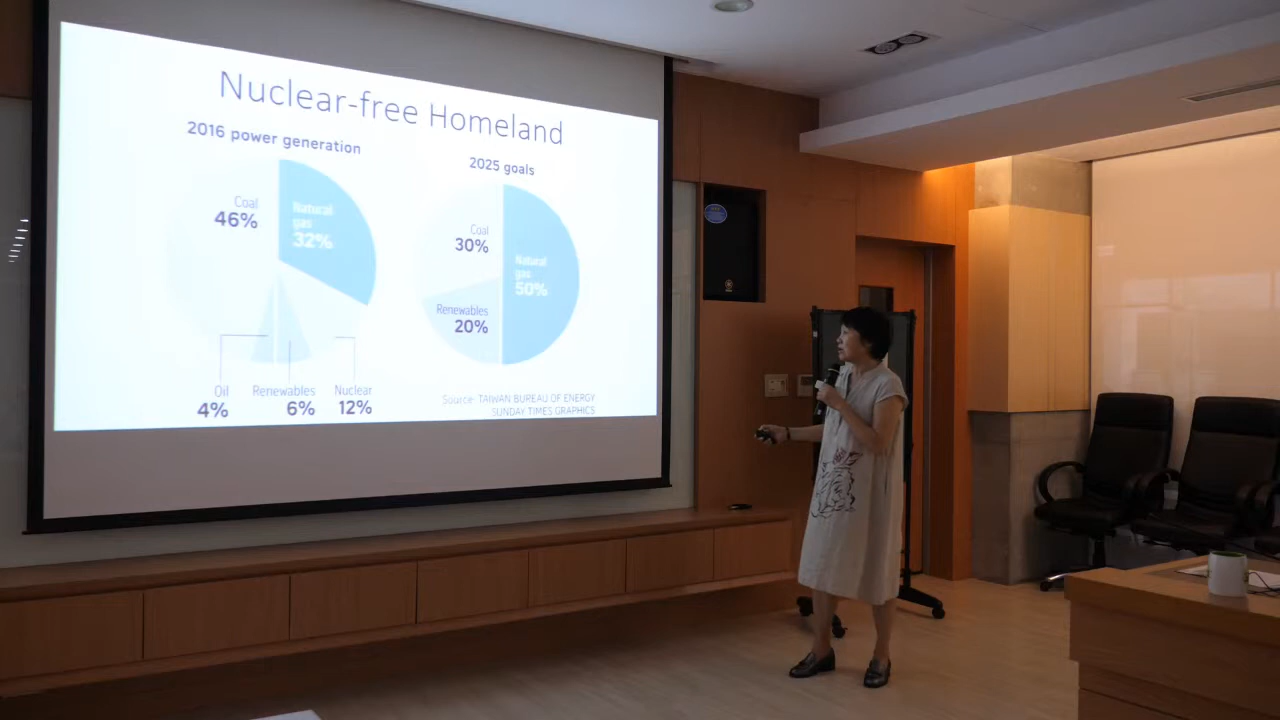 Nuclear-free Homeland
2016 power generation
Coal
46%
Natural
gas
32%
Oil
4%
Renewables
6%
Nuclear
12%
2025 goals
Coal
30%
Natural
gas
50%
Renewables
20%
Source: TAIWAN BUREAU OF ENERGY
SUNDAY TIMES GRAPHICS